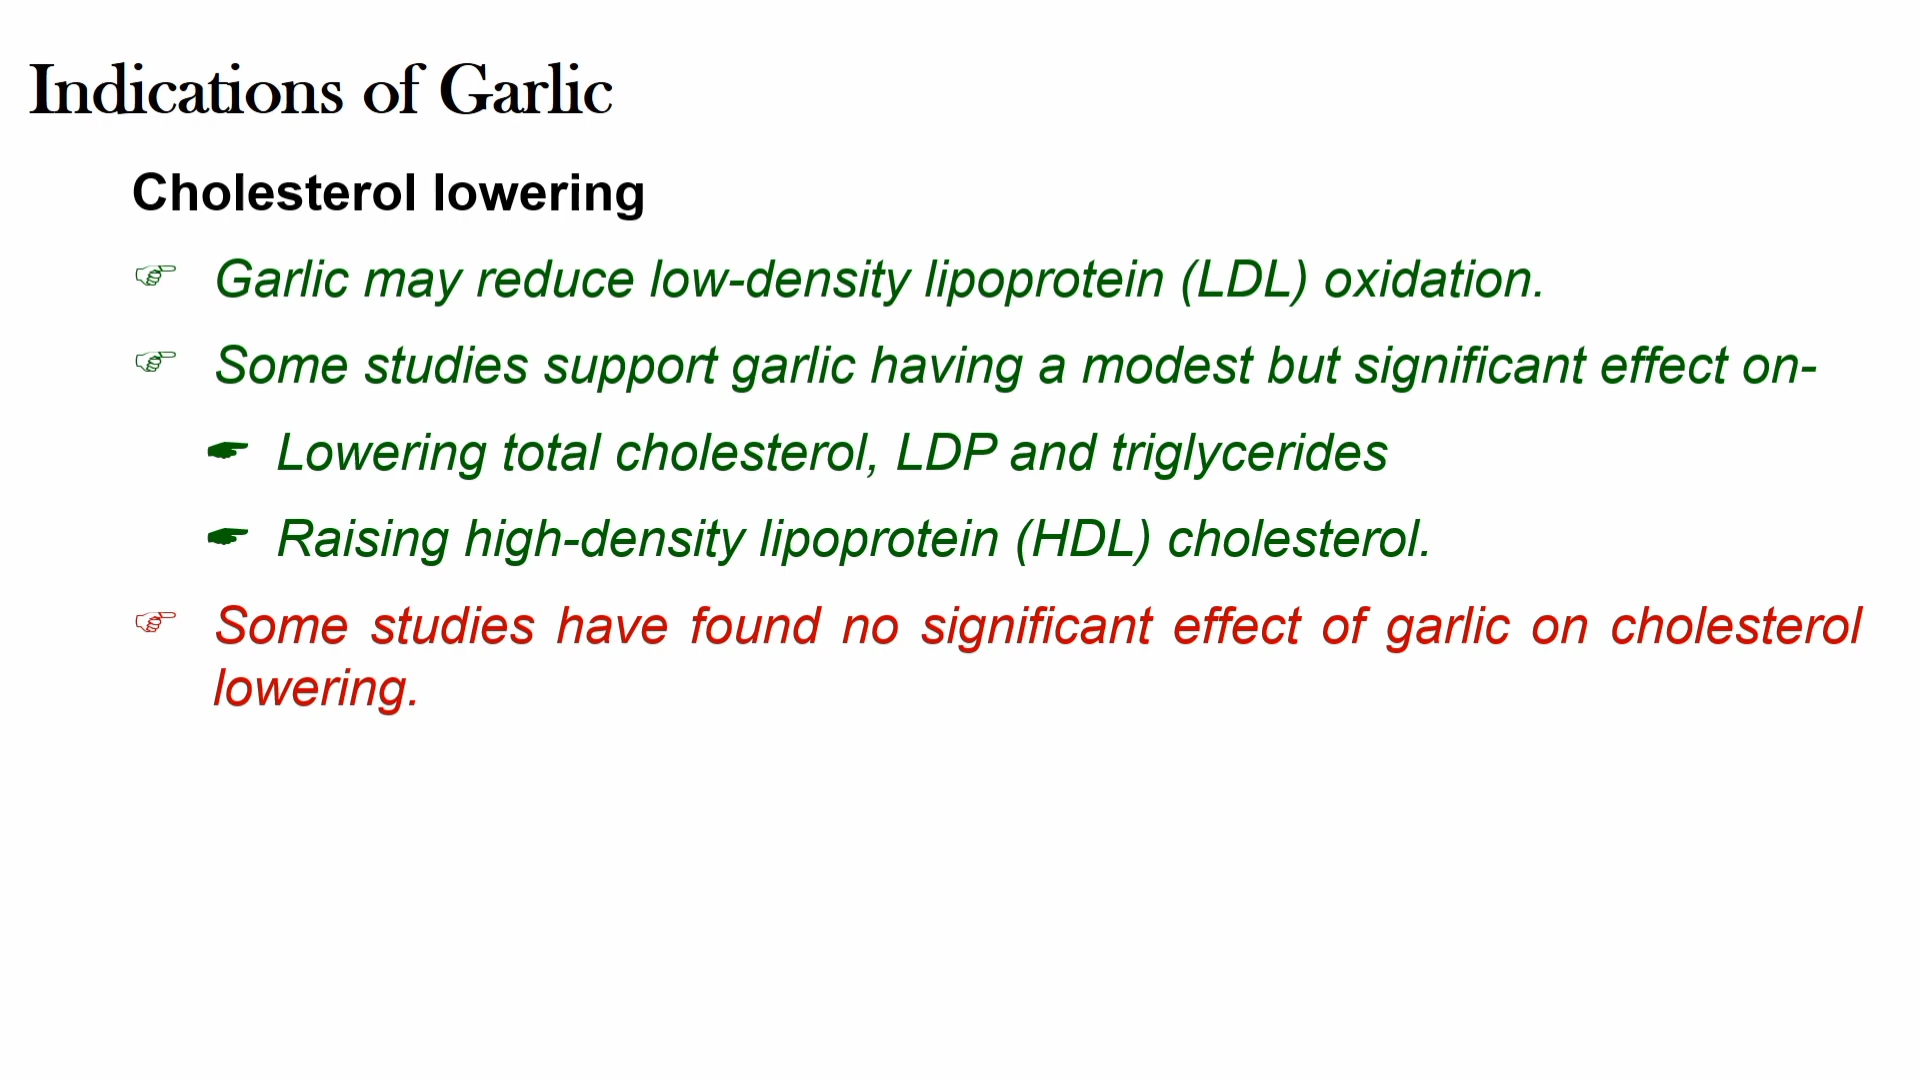 Indications of Garlic
Cholesterol lowering
☞ Garlic may reduce low-density lipoprotein (LDL) oxidation.
☞ Some studies support garlic having a modest but significant effect on-
☛ Lowering total cholesterol, LDP and triglycerides
☛ Raising high-density lipoprotein (HDL) cholesterol.
☞ Some studies have found no significant effect of garlic on cholesterol
lowering.